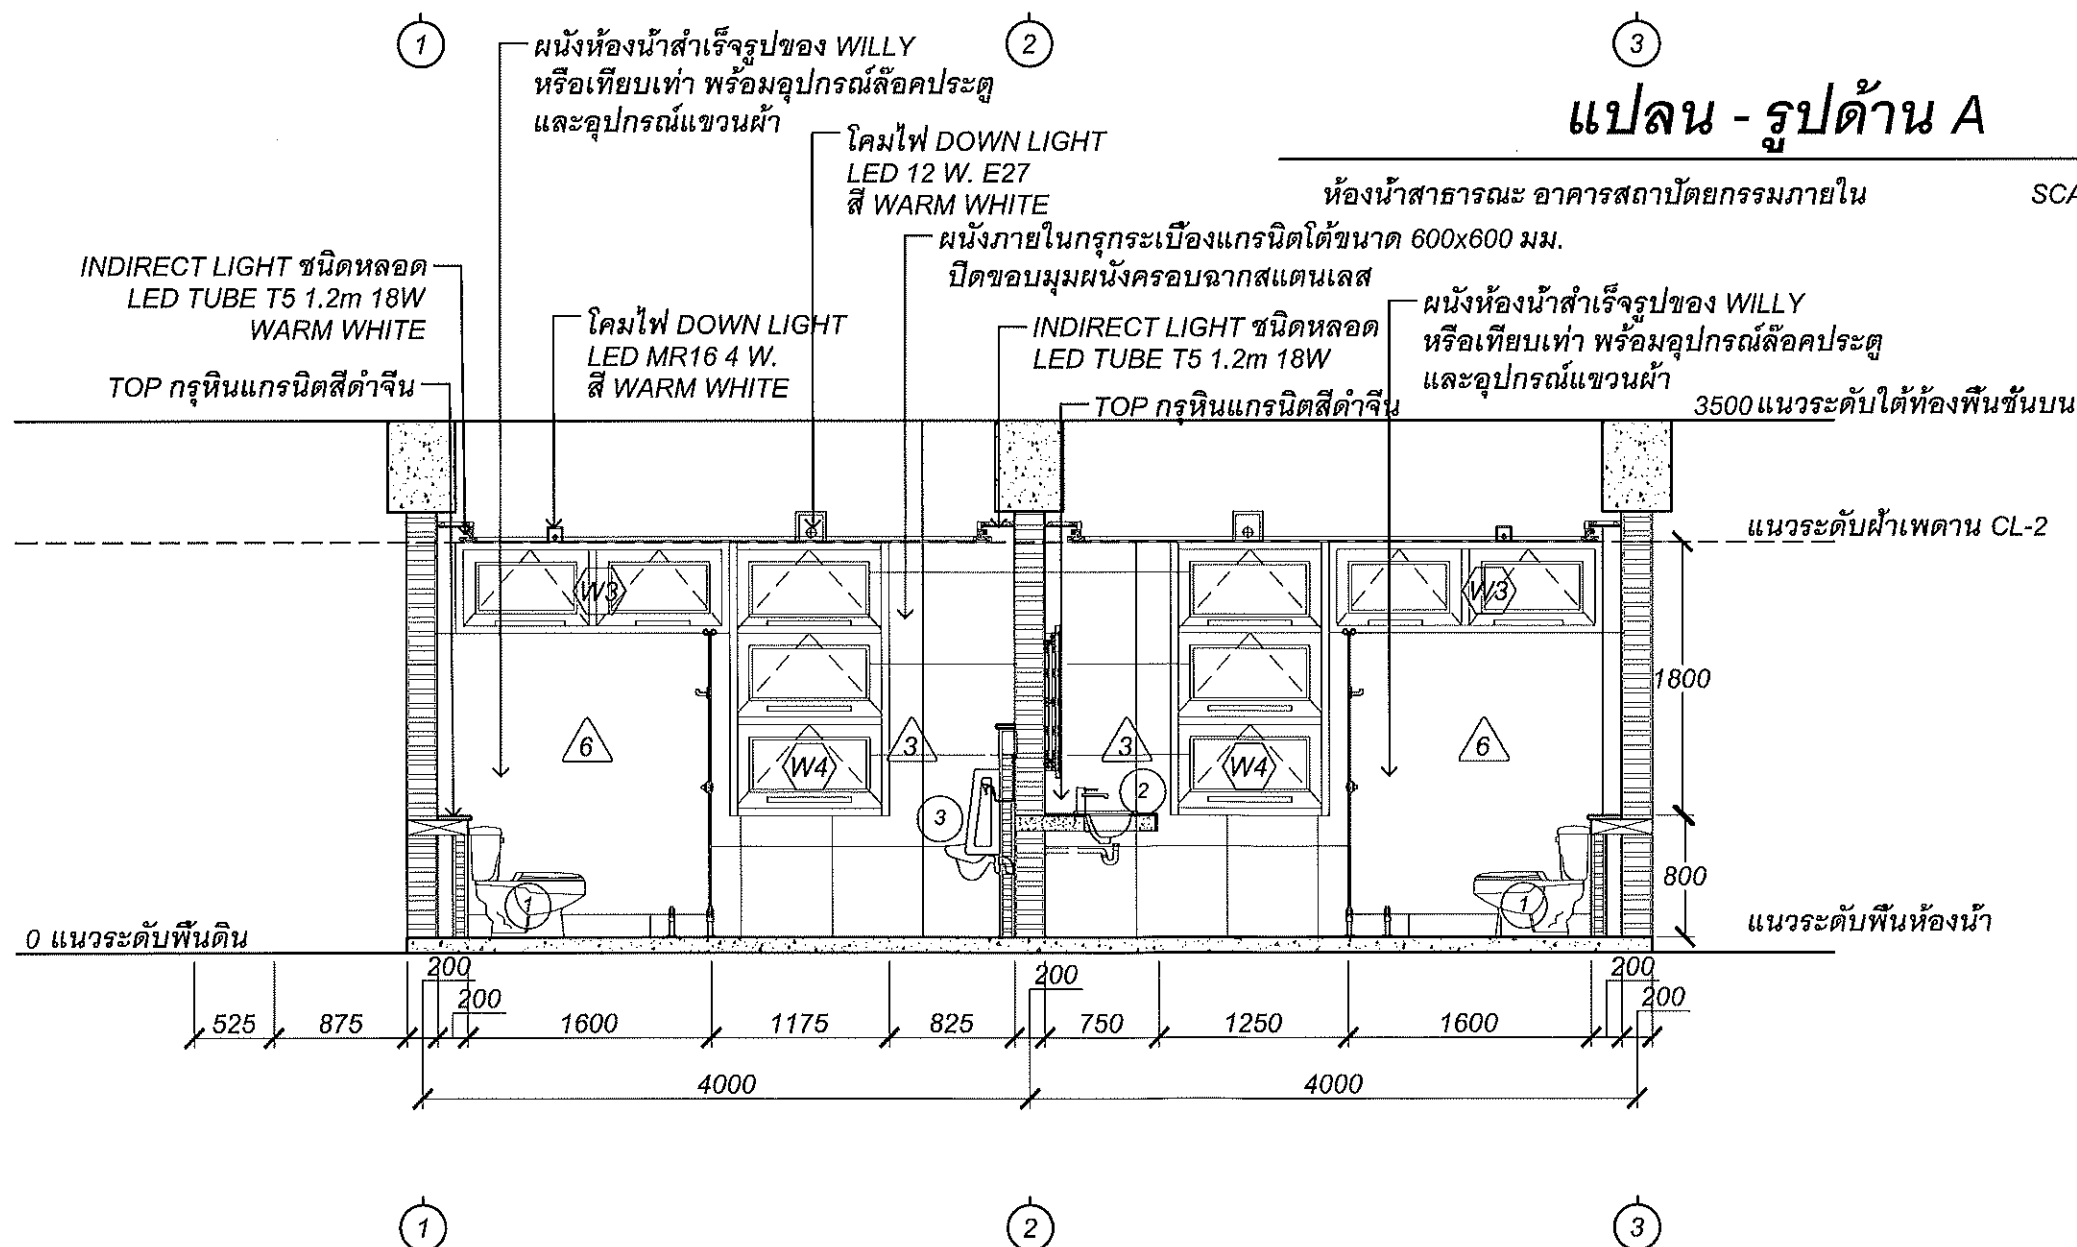 1
2
3
ผนังห้องน้ำสำเร็จรูปของ WILLY
หรือเทียบเท่า พร้อมอุปกรณ์ล๊อคประตู
และอุปกรณ์แขวนผ้า
แปลน - รูปด้าน A
โคมไฟ DOWN LIGHT
LED 12 W. E27
สี WARM WHITE
ห้องน้ำสาธารณะ อาคารสถาปัตยกรรมภายใน
SCA
ผนังภายในกรุกระเบื้องแกรนิตโต้ขนาด 600x600 มม.
ปิดขอบมุมผนังครอบฉากสแตนเลส
INDIRECT LIGHT ชนิดหลอด
LED TUBE T5 1.2m 18W
WARM WHITE
โคมไฟ DOWN LIGHT
LED MR16 4 W.
สี WARM WHITE
INDIRECT LIGHT ชนิดหลอด
LED TUBE T5 1.2m 18W
ผนังห้องน้ำสำเร็จรูปของ WILLY
หรือเทียบเท่า พร้อมอุปกรณ์ล๊อคประตู
และอุปกรณ์แขวนผ้า
TOP กรุหินแกรนิตสีดำจีน
TOP กรุหินแกรนิตสีดำจีน
3500 แนวระดับใต้ท้องพื้นชั้นบน
แนวระดับฝ้าเพดาน CL-2
W3
W3
1800
6
3
3
6
W4
W4
3
2
800
1
1
0 แนวระดับพื้นดิน
แนวระดับพื้นห้องน้ำ
200
200
200
200
200
525
875
1600
1175
825
750
1250
1600
4000
4000
1
2
3